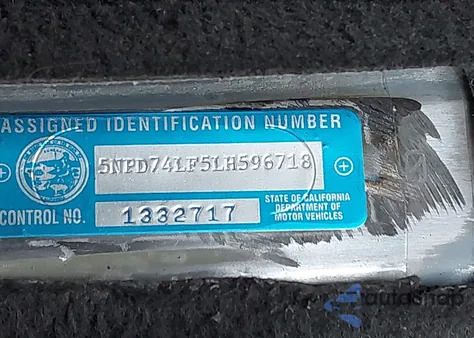 ASSIGNED IDENTIFICATION NUMBER
5NPD74LF5LH596718
CONTROL NO. 1332717
STATE OF CALIFORNIA
DEPARTMENT OF
MOTOR VEHICLES
autoshop